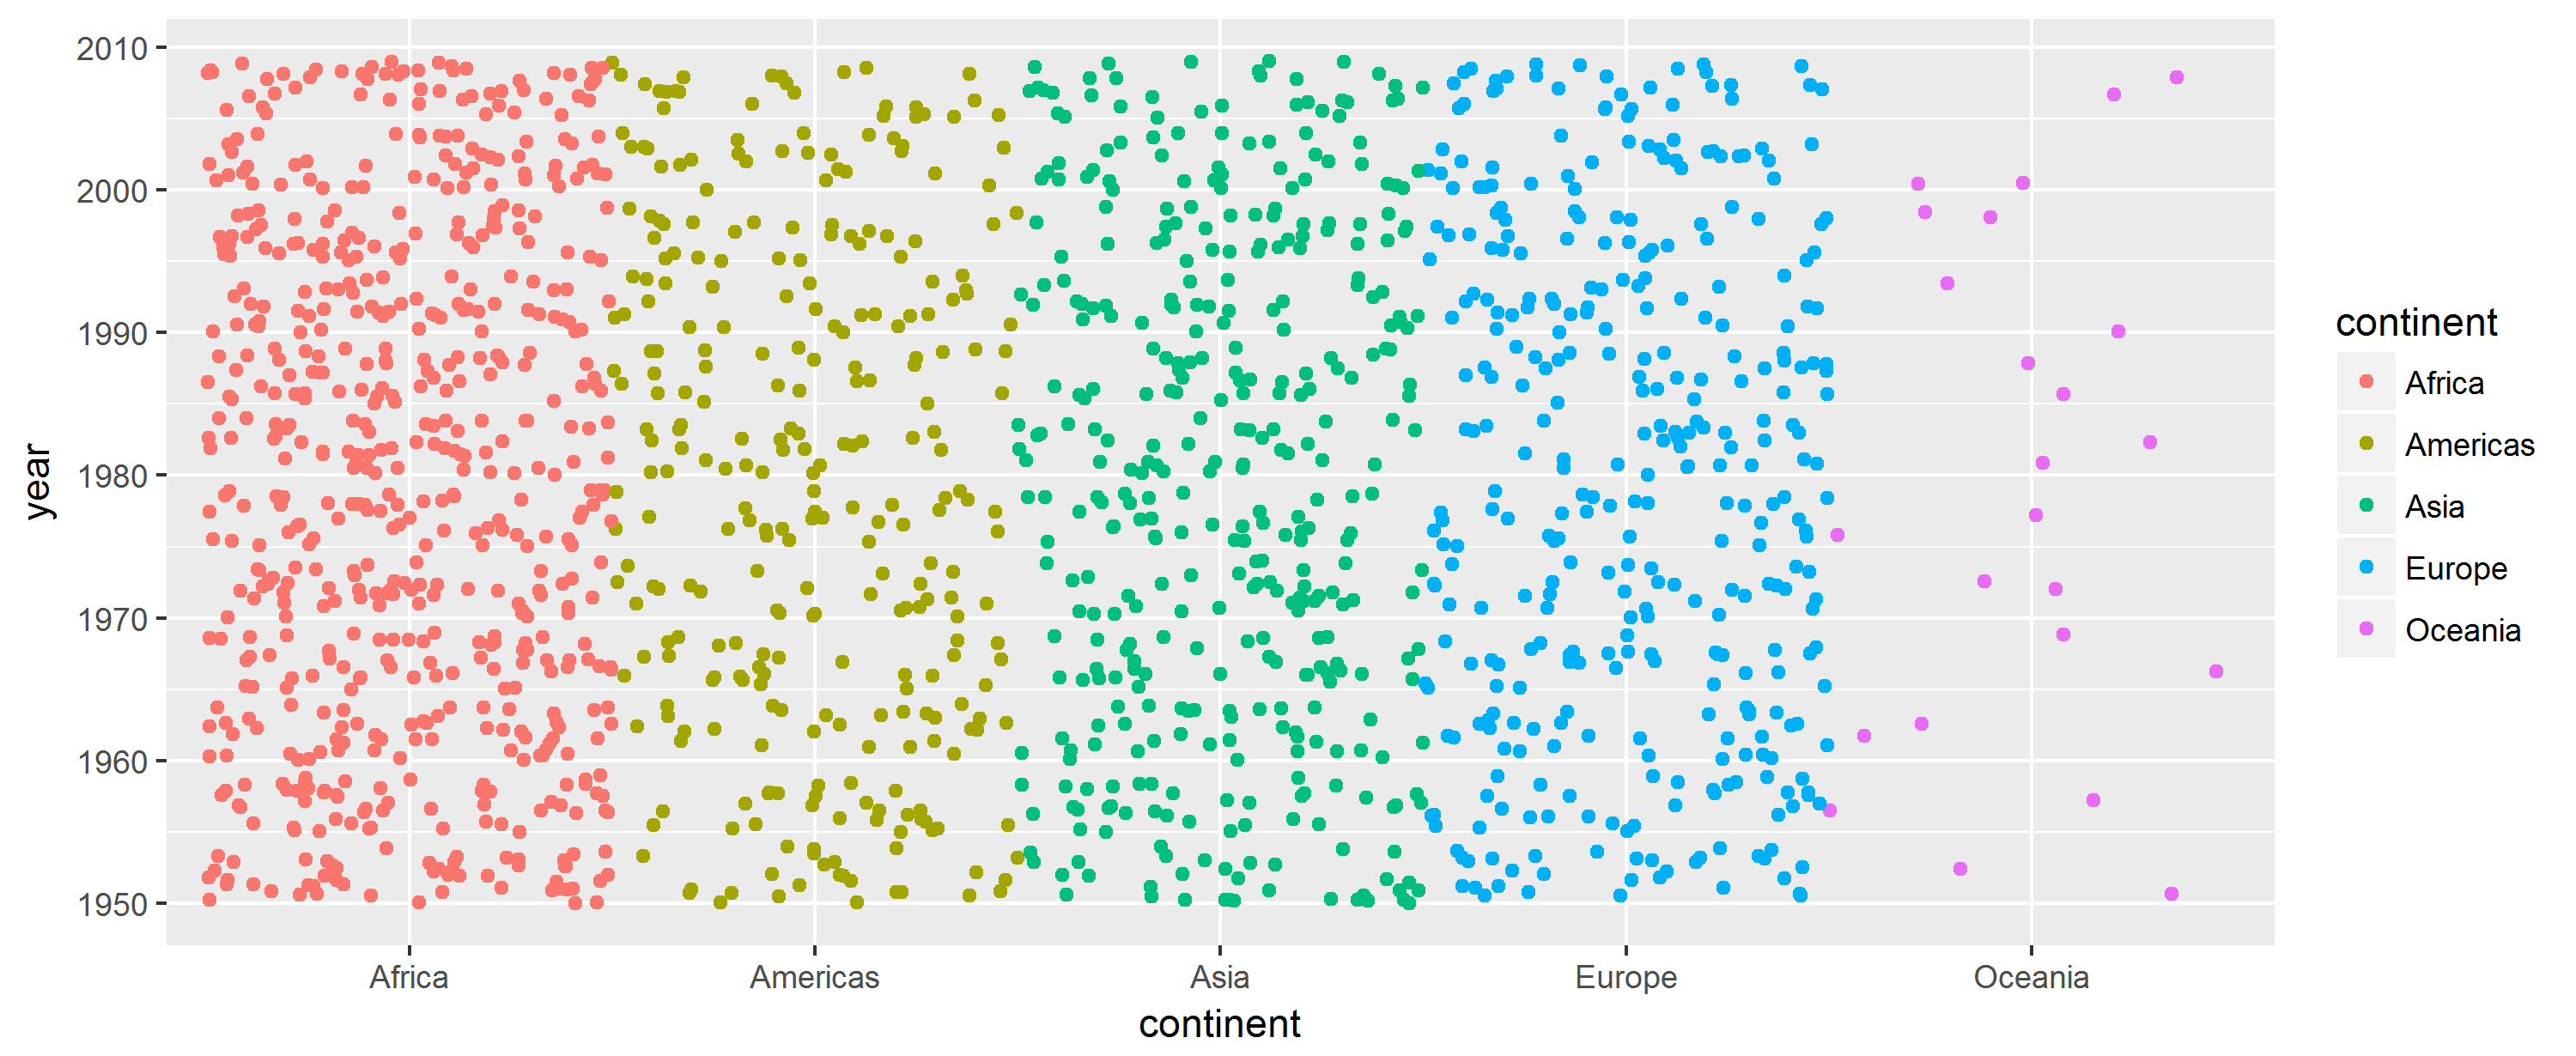 year
2010
2000
1990
1980
1970
1960
1950
Africa
Americas
Asia
Europe
Oceania
continent
continent
Africa
Americas
Asia
Europe
Oceania